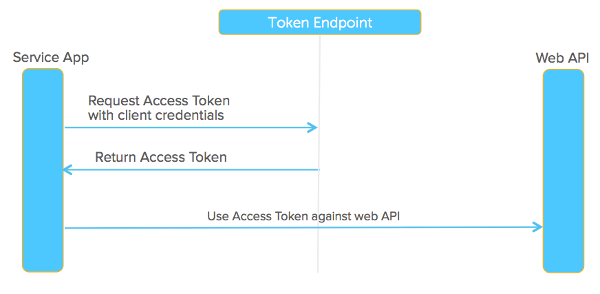 Token Endpoint
Service App
Web API
Request Access Token
with client credentials
Return Access Token
Use Access Token against web API